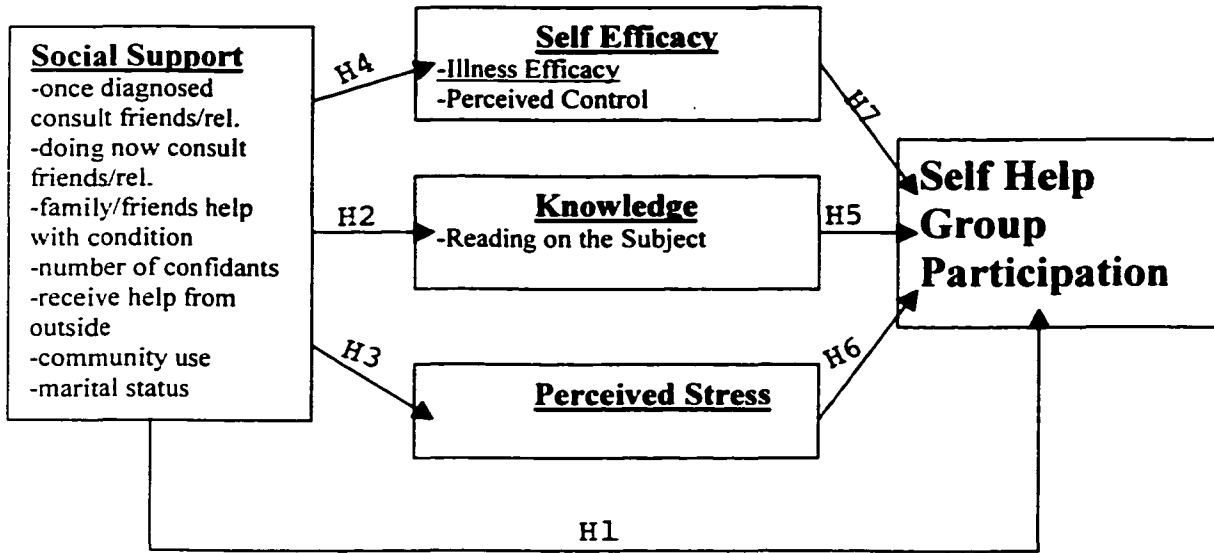 Social Support
-once diagnosed
consult friends/rel.
-doing now consult
friends/rel.
-family/friends help
with condition
-number of confidants
-receive help from
outside
-community use
-marital status
H4
Self Efficacy
-Illness Efficacy
-Perceived Control
H7
H2
Knowledge
-Reading on the Subject
H5
H3
Perceived Stress
H6
Self Help
Group
Participation
H1